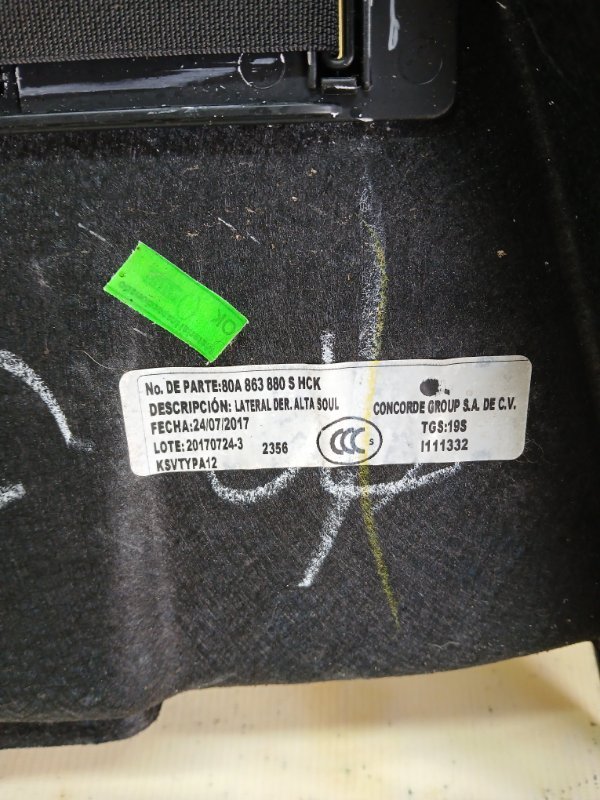 OK
No. DE PARTE:80A 863 880 S HCK
DESCRIPCIÓN: LATERAL DER. ALTA SOUL
CONCORDE GROUP S.A. DE C.V.
FECHA:24/07/2017
TGS:19S
LOTE: 20170724-3
2356
CCC S
I111332
KSVTYPA12